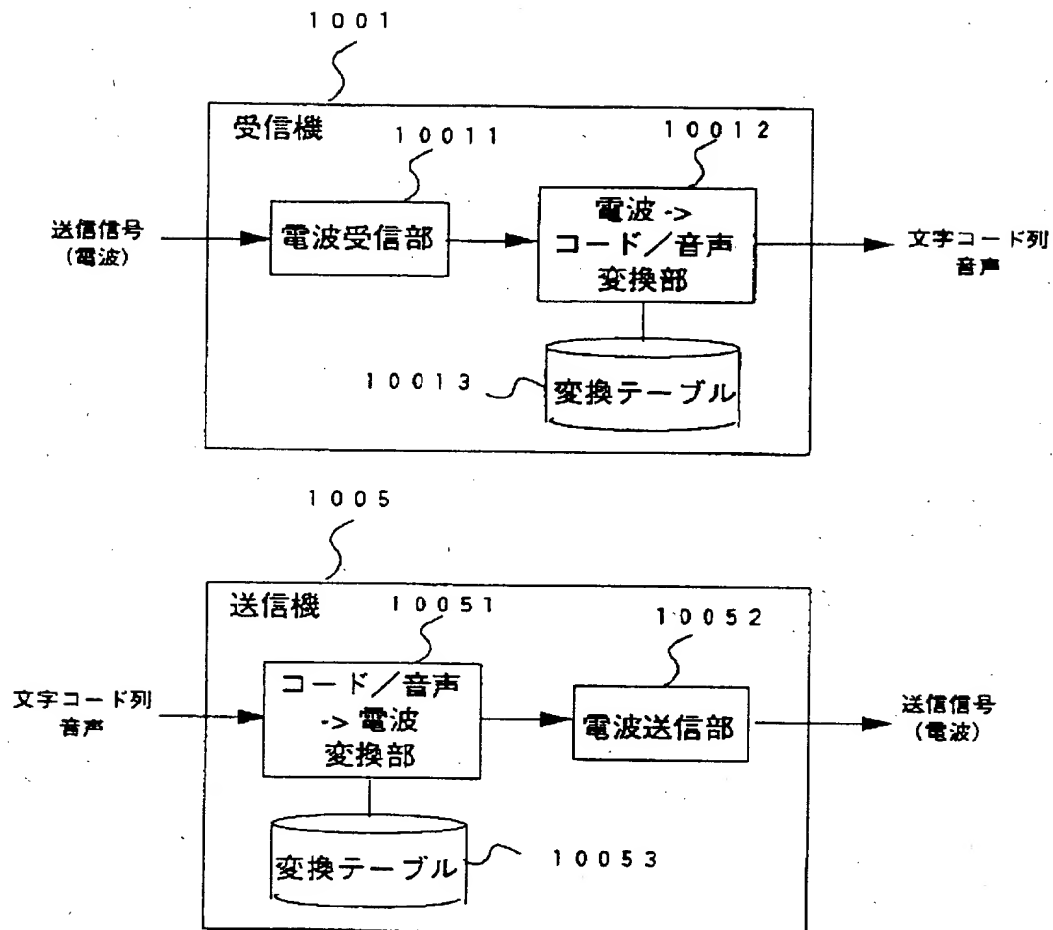 1001
受信機
10011
10012
送信信号
(電波)
電波受信部
電波 ->
コード／音声
変換部
文字コード列
音声
10013
変換テーブル
1005
送信機
10051
10052
文字コード列
音声
コード／音声
-> 電波
変換部
電波送信部
送信信号
(電波)
変換テーブル
10053